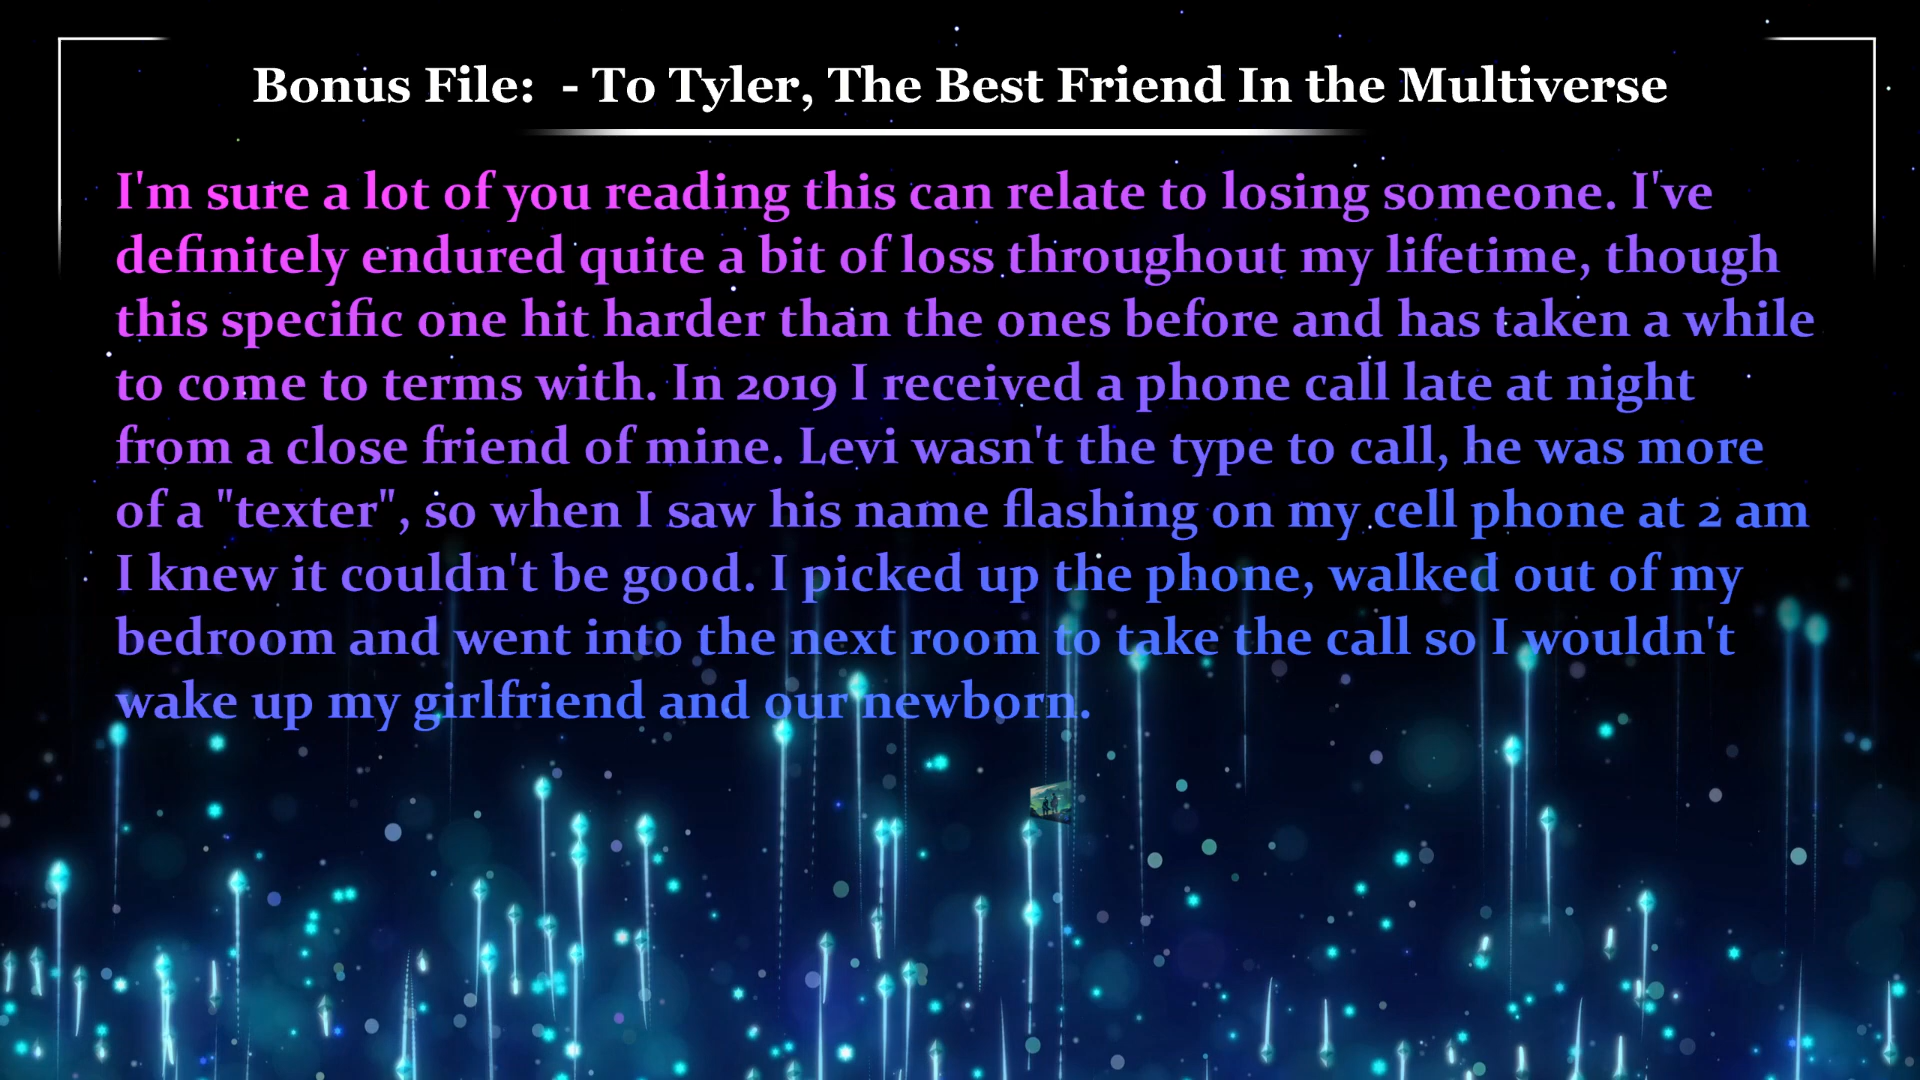 Bonus File:  - To Tyler, The Best Friend In the Multiverse
I'm sure a lot of you reading this can relate to losing someone. I've
definitely endured quite a bit of loss throughout my lifetime, though
this specific one hit harder than the ones before and has taken a while
to come to terms with. In 2019 I received a phone call late at night
from a close friend of mine. Levi wasn't the type to call, he was more
of a "texter", so when I saw his name flashing on my cell phone at 2 am
I knew it couldn't be good. I picked up the phone, walked out of my
bedroom and went into the next room to take the call so I wouldn't
wake up my girlfriend and our newborn.